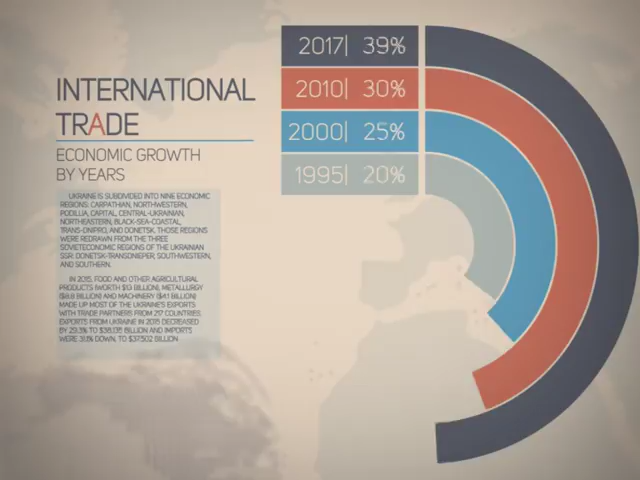 INTERNATIONAL
TRADE
ECONOMIC GROWTH
BY YEARS
UKRAINE IS SUBDIVIDED INTO NINE ECONOMIC
REGIONS: CARPATHIAN, NORTHWESTERN,
PODILLIA, CAPITAL, CENTRAL-UKRAINIAN,
NORTHEASTERN, BLACK-SEA-COASTAL,
TRANS-DNIPRO, AND DONETSK. THOSE REGIONS
WERE REDRAWN FROM THE THREE
SOVIETECONOMIC REGIONS OF THE UKRAINIAN
SSR: DONETSK-TRANSDNIEPER, SOUTHWESTERN,
AND SOUTHERN.
IN 2015, FOOD AND OTHER AGRICULTURAL
PRODUCTS (WORTH $13 BILLION), METALLURGY
($8.8 BILLION) AND MACHINERY ($4.1 BILLION)
MADE UP MOST OF THE UKRAINE'S EXPORTS
WITH TRADE PARTNERS FROM 217 COUNTRIES.
EXPORTS FROM UKRAINE IN 2015 DECREASED
BY 29.3% TO $38.135 BILLION AND IMPORTS
WERE 31.1% DOWN, TO $37.502 BILLION
2017| 39%
2010| 30%
2000| 25%
1995| 20%